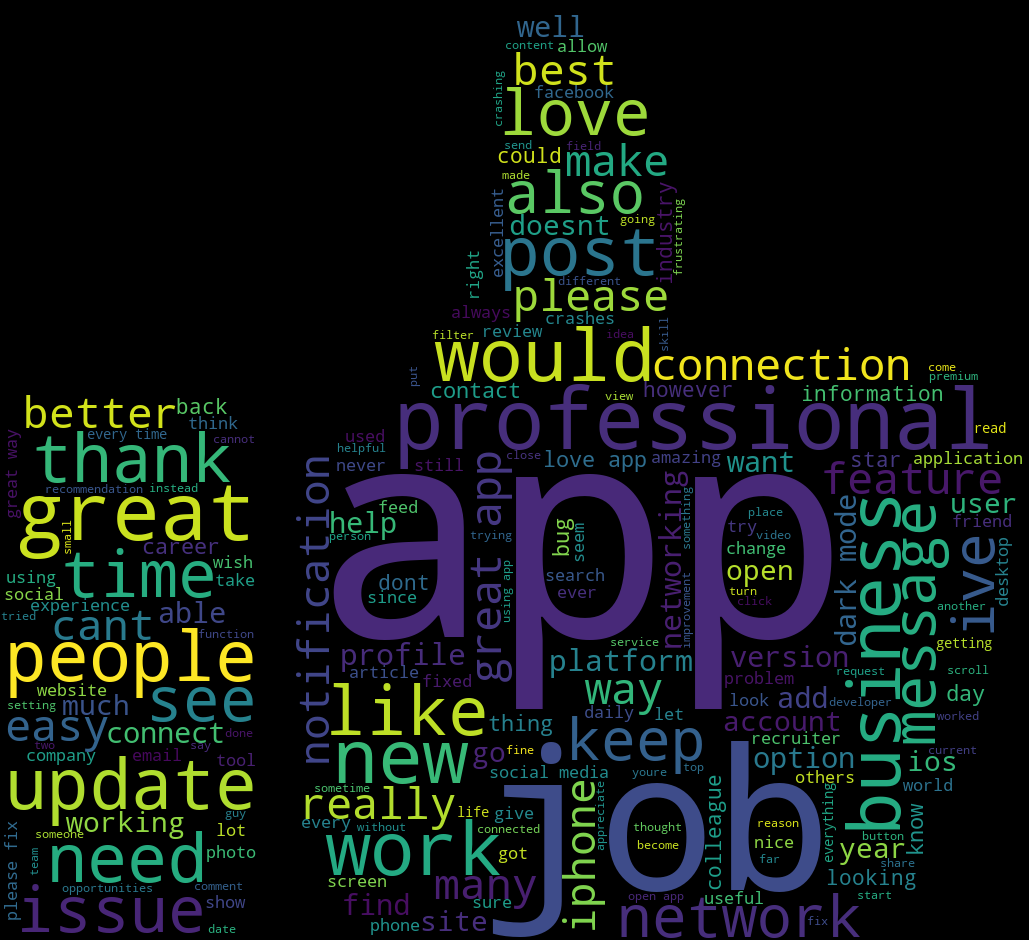 well
content allow
best
crashing
facebook
love
send field
could make
made
also
excellent
industry
going
doesnt
frustrating
post
right
different
please
always crashes
filter review idea skill
would connection
come
premium
put
contact however information
view
professional
read
better back
think
every time
great way
thank
cannot
used
helpful
never still
close love app amazing want
star application
feature
recommendation instead
great
small
notification
feed
help
person
great app
trying
bug
seem
networking
something
place
try video
change
dark mode
business
message
user
friend
ive
desktop
career
wish
using
social time take
app
dont
since
search
ever
using app
open
turn
click
improvement
another
experience able
tried
cant function
people
service
getting
profile
article fixed
platform version
problem
request scroll
website
setting see
much
way
look add developer day
worked
easy connect done
two say
like
thing daily let account
recruiter
company email tool
new go fine keep
youre top option ios
current
others
update
social media
world
sometime
really life give
iphone
appreciate
job
colleague
everything
guy
working lot
someone
every without connected
thought
become
reason
nice
far
button
year know
share
please fix
team
need photo
work got
screen
looking
opportunities comment
show
issue date
find many sure
phone site
open app useful
network fix
start